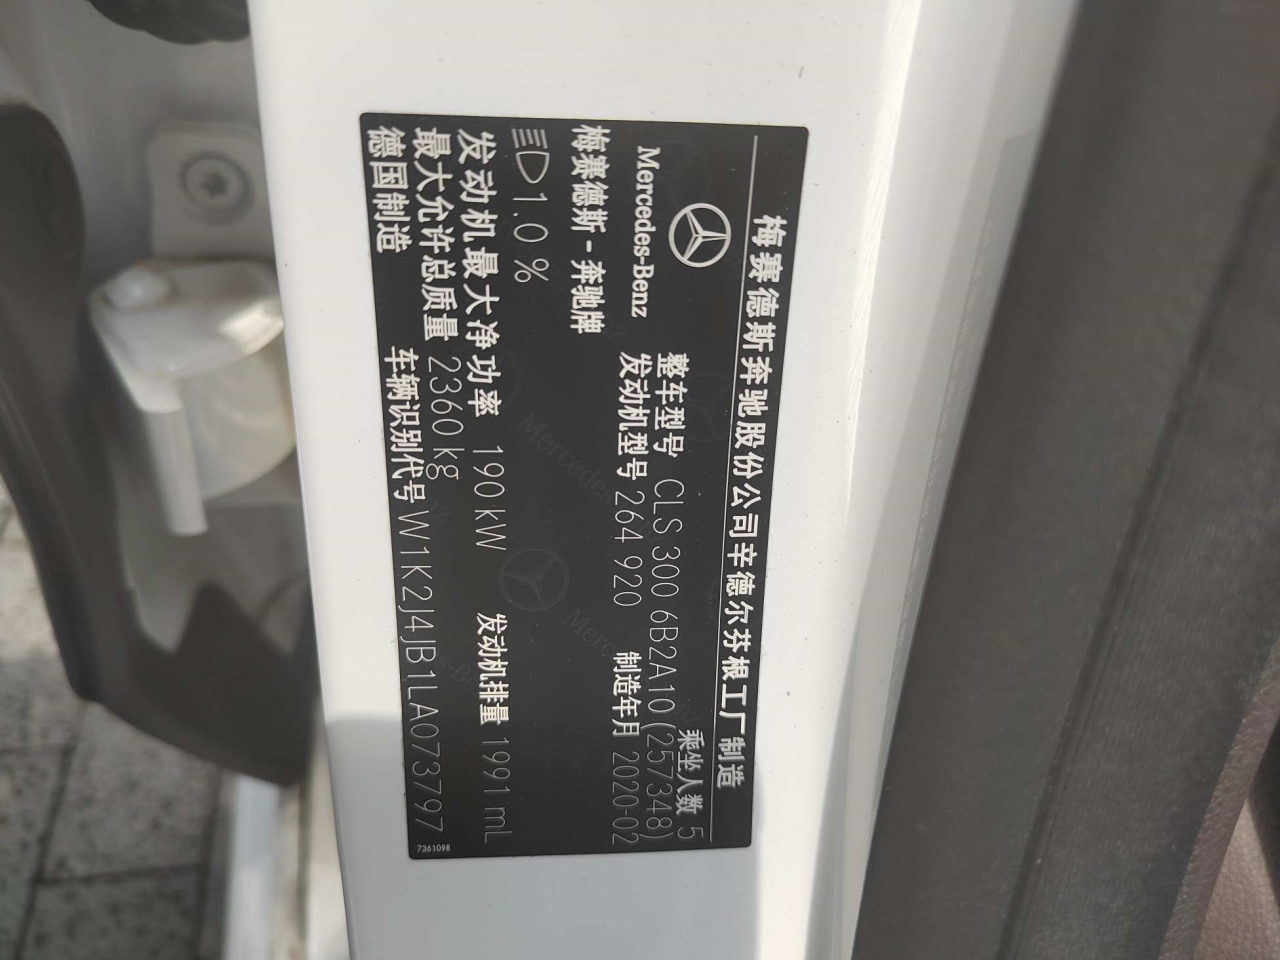 梅赛德斯奔驰股份公司辛德尔芬根工厂制造
乘坐人数 5
Mercedes-Benz
整车型号 CLS 300 6B2A10 (257348)
发动机型号 264 920
制造年月 2020-02
梅赛德斯-奔驰牌
1.0 %
发动机最大净功率 190 kW
发动机排量 1991 mL
最大允许总质量 2360 kg
德国制造
车辆识别代号 W1K2J4JB1LA073797
7361098